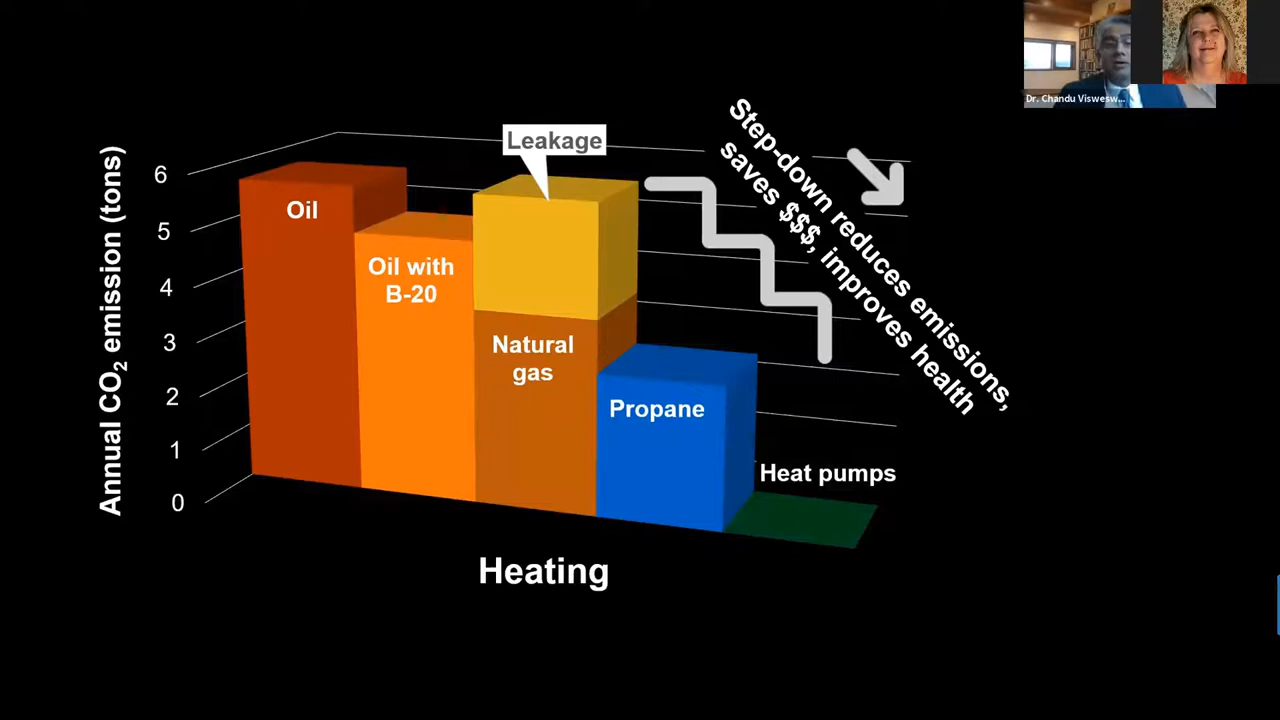 Dr. Chandu Viswesw...
Step-down reduces emissions,
saves $$$, improves health
Leakage
Annual CO₂ emission (tons)
6
5
4
3
2
1
0
Oil
Oil with
B-20
Natural
gas
Propane
Heat pumps
Heating